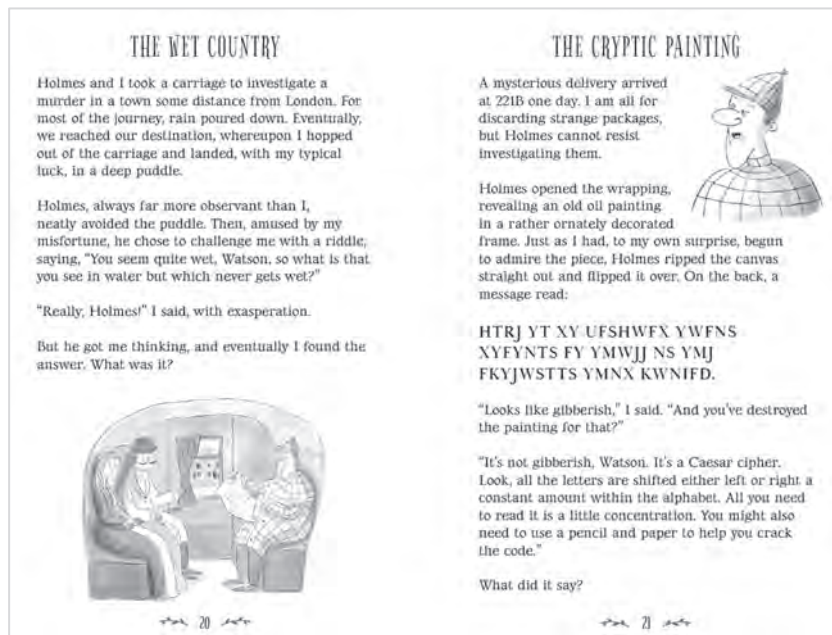 THE WET COUNTRY
Holmes and I took a carriage to investigate a
murder in a town some distance from London. For
most of the journey, rain poured down. Eventually,
we reached our destination, whereupon I hopped
out of the carriage and landed, with my typical
luck, in a deep puddle.
Holmes, always far more observant than I,
neatly avoided the puddle. Then, amused by my
misfortune, he chose to challenge me with a riddle,
saying, “You seem quite wet, Watson, so what is that
you see in water but which never gets wet?”
“Really, Holmes!” I said, with exasperation.
But he got me thinking, and eventually I found the
answer. What was it?
20
THE CRYPTIC PAINTING
A mysterious delivery arrived
at 221B one day. I am all for
discarding strange packages,
but Holmes cannot resist
investigating them.
Holmes opened the wrapping,
revealing an old oil painting
in a rather ornately decorated
frame. Just as I had, to my own surprise, begun
to admire the piece, Holmes ripped the canvas
straight out and flipped it over. On the back, a
message read:
HTRJ YT XY UFSHWFX YWFNS
XYFYNTS FY YMWJJ NS YMJ
FKYJWSTTS YMNX KWNIFD.
“Looks like gibberish,” I said. “And you’ve destroyed
the painting for that?”
“It’s not gibberish, Watson. It’s a Caesar cipher.
Look, all the letters are shifted either left or right a
constant amount within the alphabet. All you need
to read it is a little concentration. You might also
need to use a pencil and paper to help you crack
the code.”
What did it say?
21